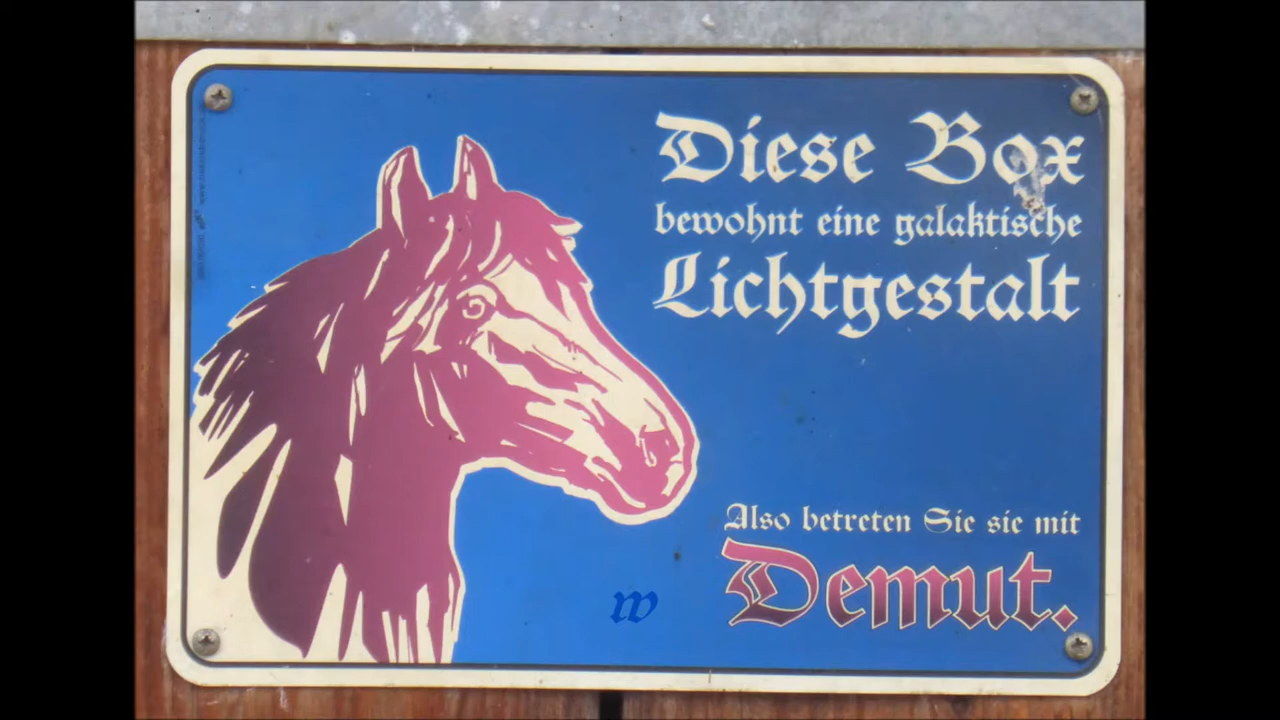 Diese Box
bewohnt eine galaktische
Lichtgestalt
Also betreten Sie sie mit
Demut.
w